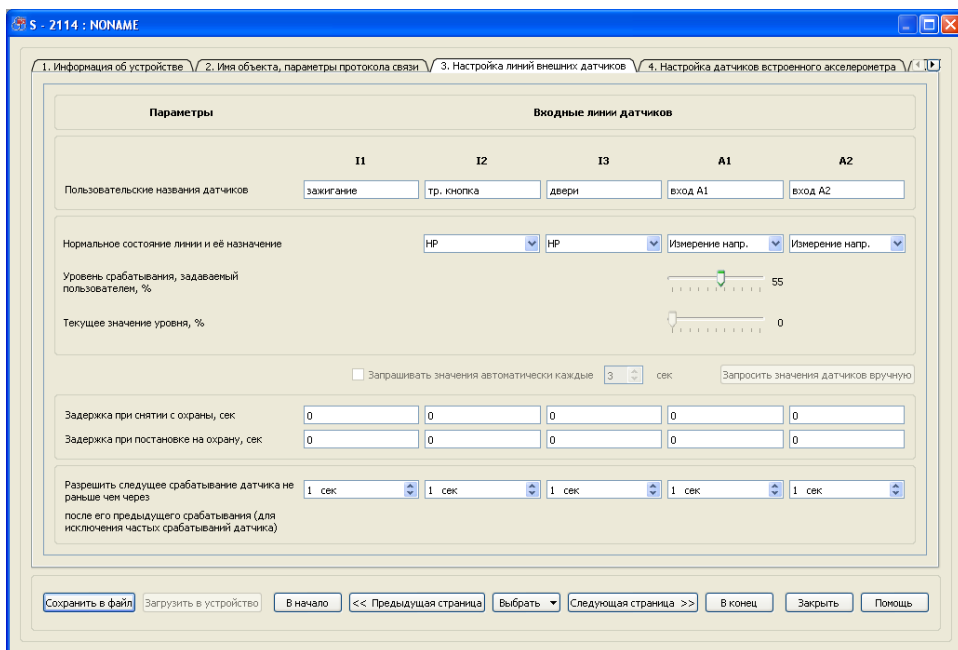 S - 2114 : NONAME
1. Информация об устройстве
2. Имя объекта, параметры протокола связи
3. Настройка линий внешних датчиков
4. Настройка датчиков встроенного акселерометра
Параметры
Входные линии датчиков
I1 I2 I3 A1 A2
Пользовательские названия датчиков
зажигание тр. кнопка двери вход А1 вход А2
Нормальное состояние линии и её назначение
НР НР Измерение напр. Измерение напр.
Уровень срабатывания, задаваемый
пользователем, %
55
Текущее значение уровня, %
0
Запрашивать значения автоматически каждые 3 сек
Запросить значения датчиков вручную
Задержка при снятии с охраны, сек
0 0 0 0 0
Задержка при постановке на охрану, сек
0 0 0 0 0
Разрешить следущее срабатывание датчика не
раньше чем через
1 сек 1 сек 1 сек 1 сек 1 сек
после его предыдущего срабатывания (для
исключения частых срабатываний датчика)
Сохранить в файл Загрузить в устройство В начало << Предыдущая страница Выбрать Следующая страница >> В конец Закрыть Помощь